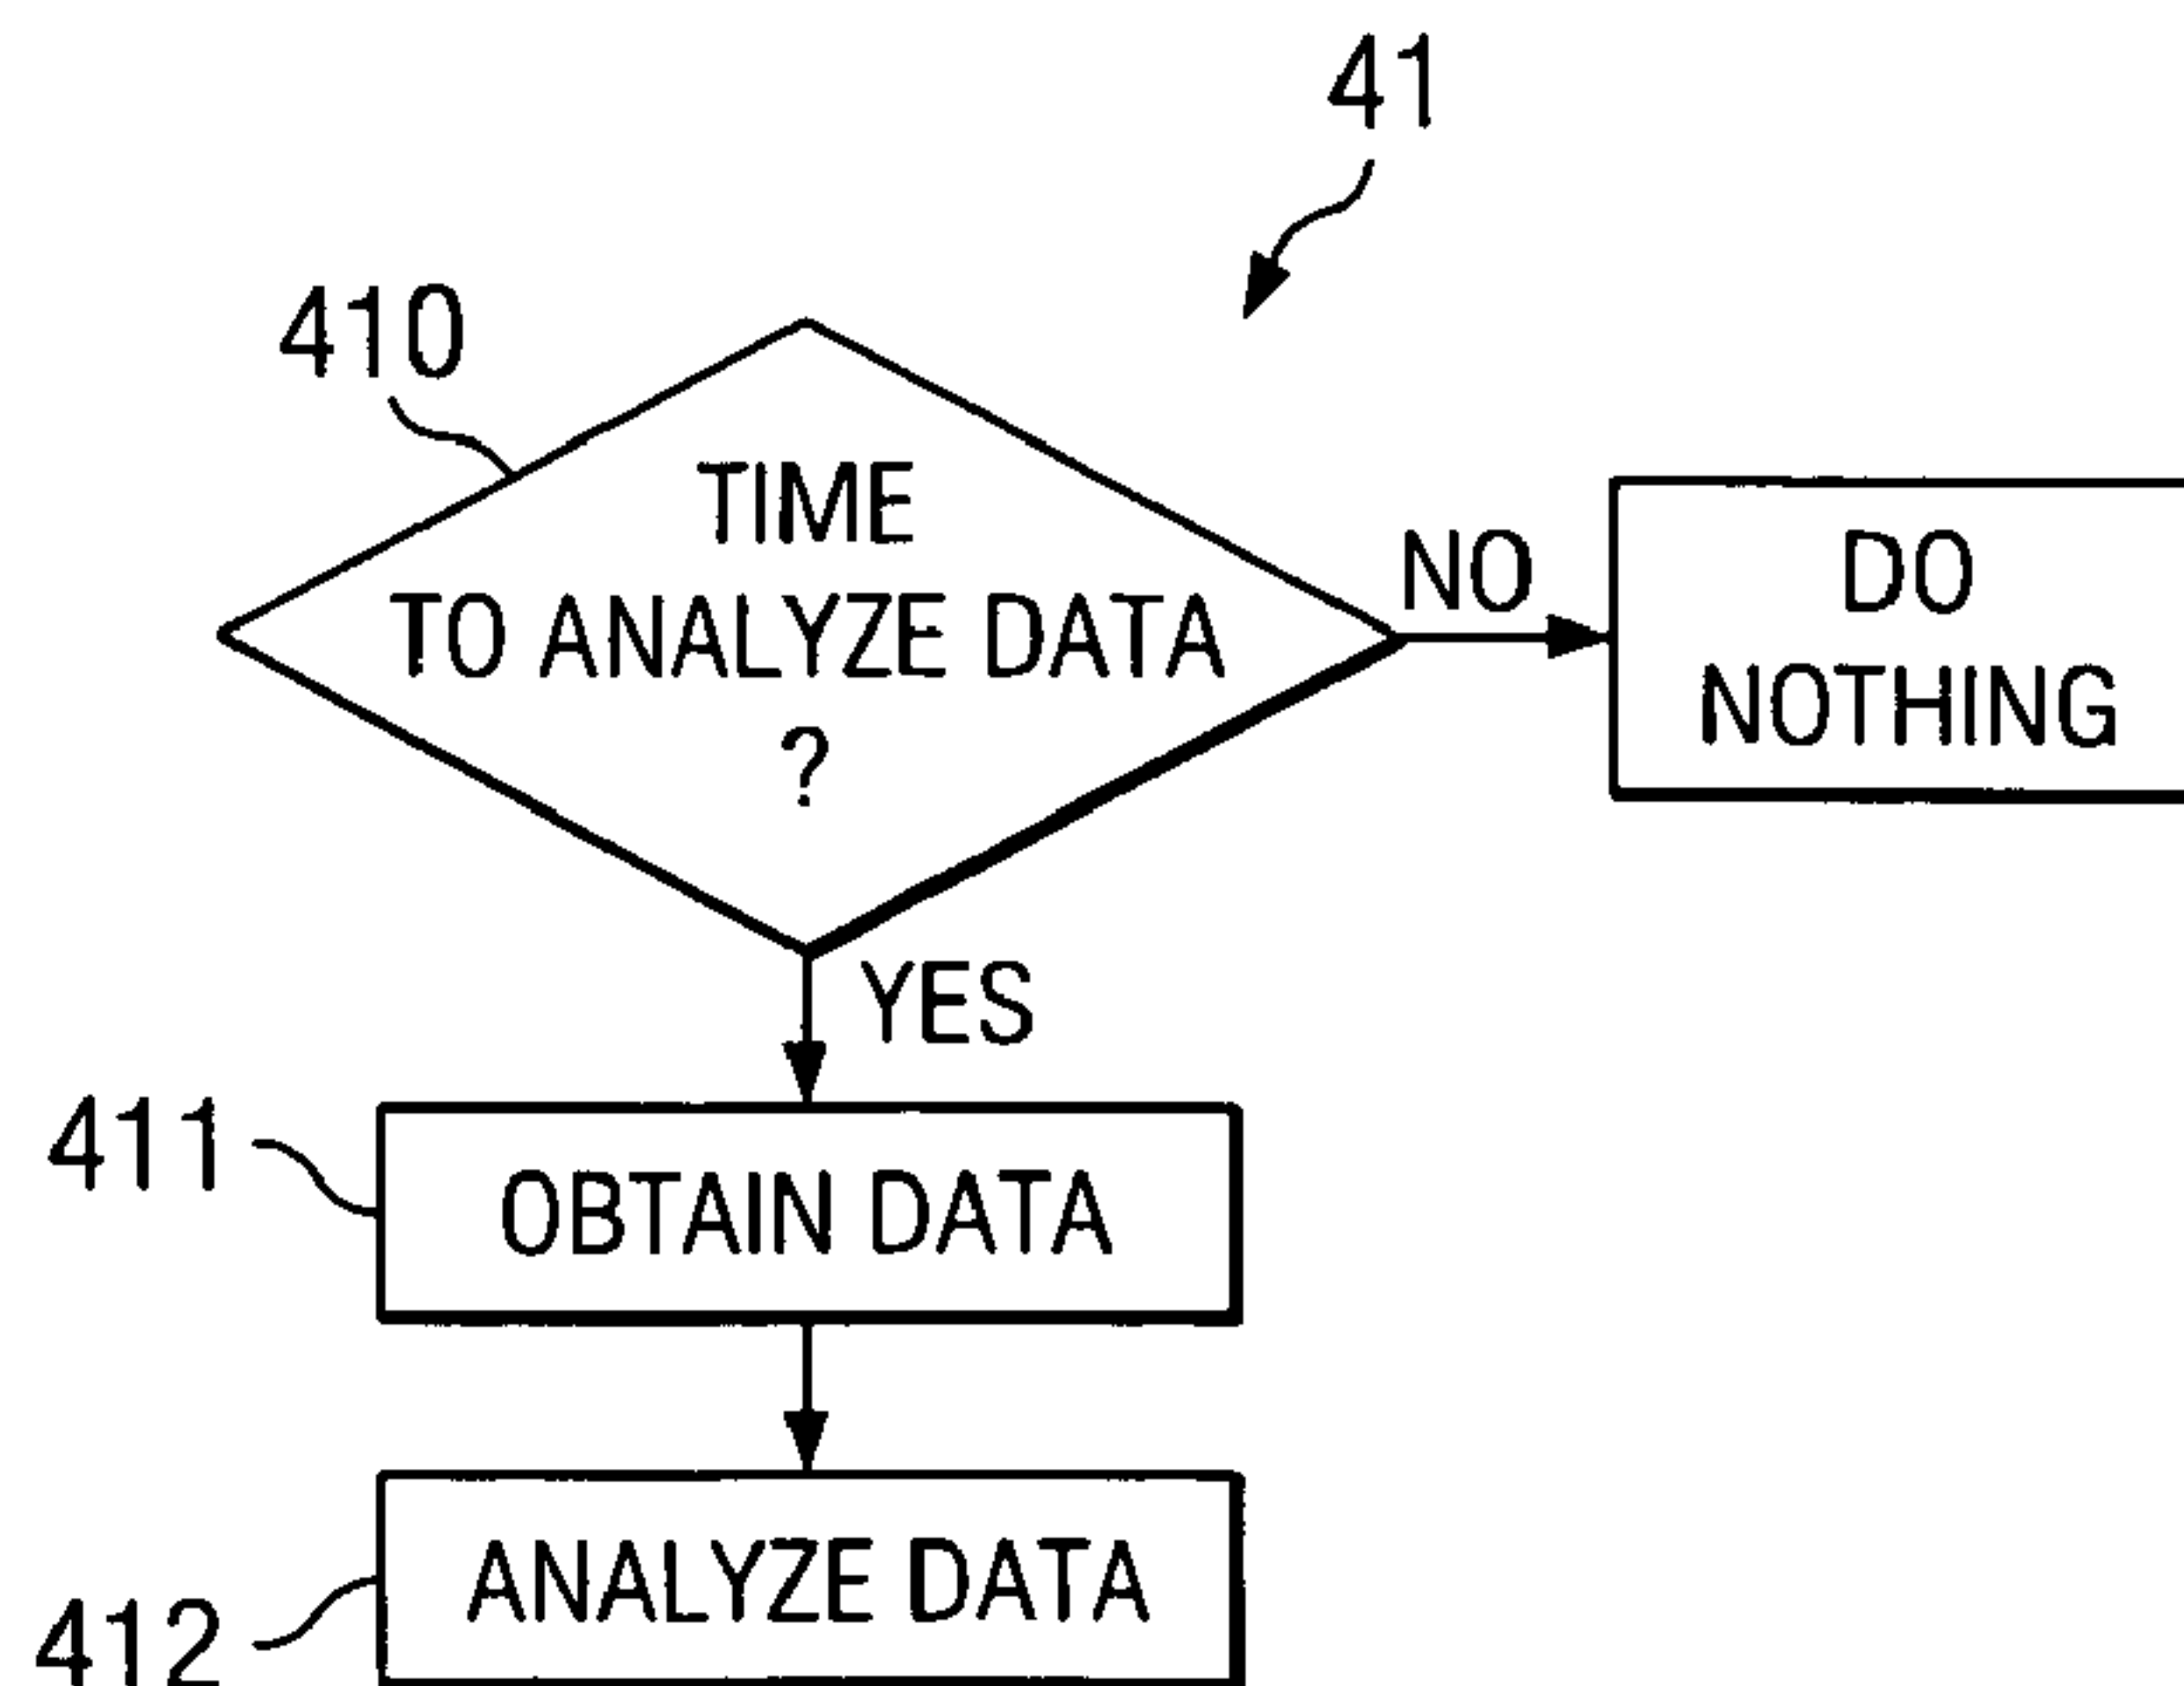 41
410
TIME
TO ANALYZE DATA
?
NO
DO
NOTHING
YES
411
OBTAIN DATA
ANALYZE DATA
412